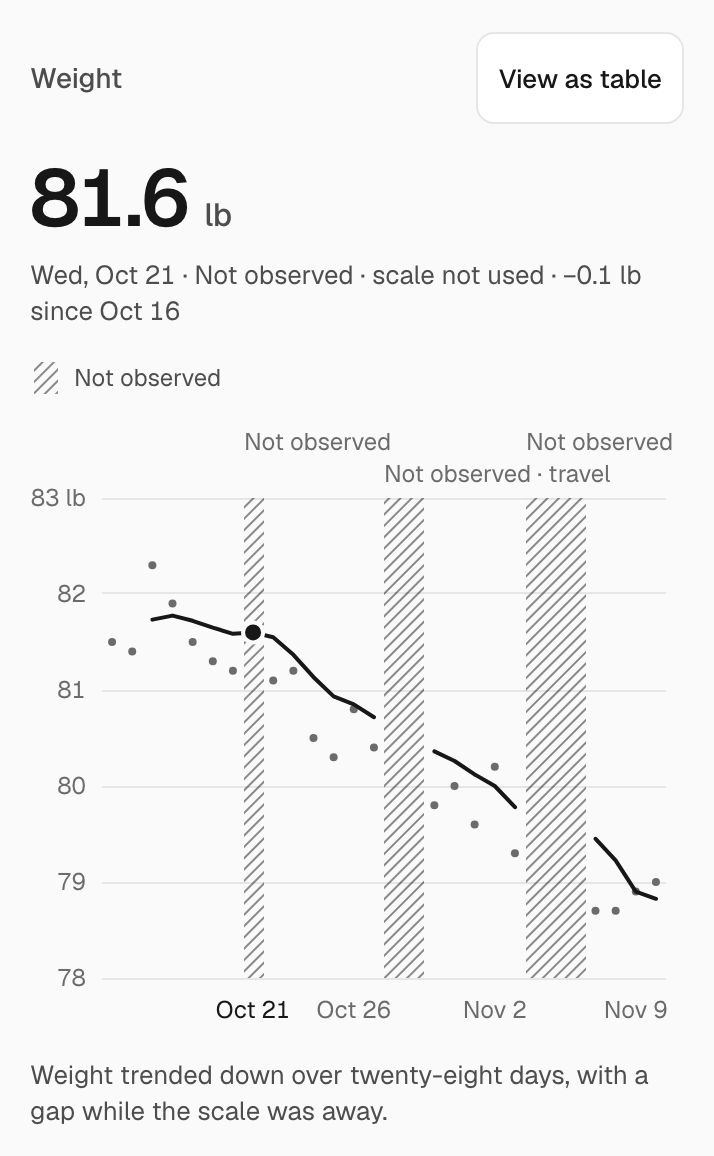 Weight
View as table
81.6 lb
Wed, Oct 21 · Not observed · scale not used · −0.1 lb
since Oct 16
Not observed
Not observed
Not observed
Not observed · travel
83 lb
82
81
80
79
78
Oct 21
Oct 26
Nov 2
Nov 9
Weight trended down over twenty-eight days, with a
gap while the scale was away.